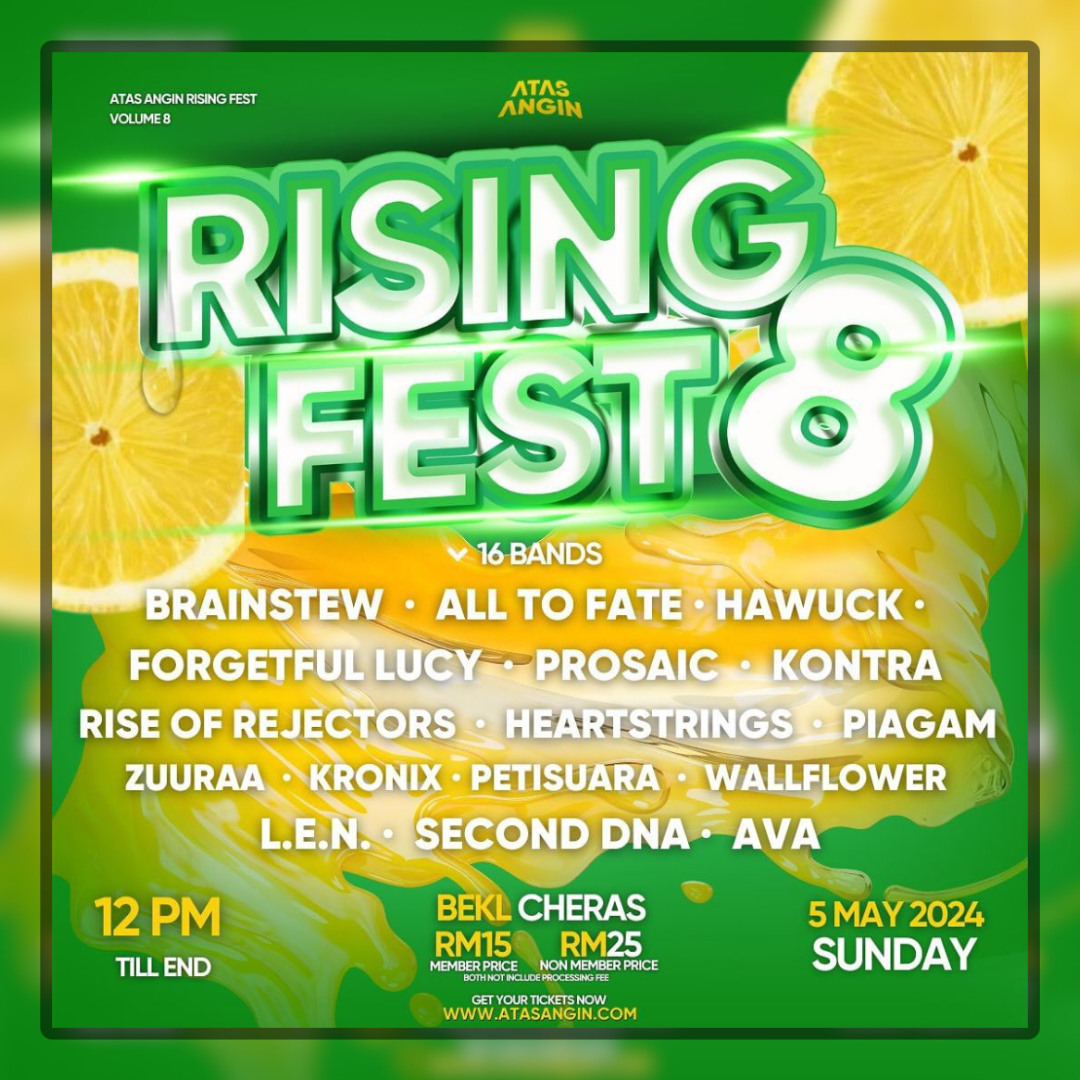 ATAS ANGIN RISING FEST
VOLUME 8
ATAS
ANGIN
RISING
FEST 8
16 BANDS
BRAINSTEW • ALL TO FATE • HAWUCK •
FORGETFUL LUCY • PROSAIC • KONTRA
RISE OF REJECTORS • HEARTSTRINGS • PIAGAM
ZUURAA • KRONIX • PETISUARA • WALLFLOWER
L.E.N. • SECOND DNA • AVA
12 PM
TILL END
BEKL CHERAS
RM15 RM25
MEMBER PRICE NON MEMBER PRICE
BOTH NOT INCLUDE PROCESSING FEE
GET YOUR TICKETS NOW
WWW.ATASANGIN.COM
5 MAY 2024
SUNDAY